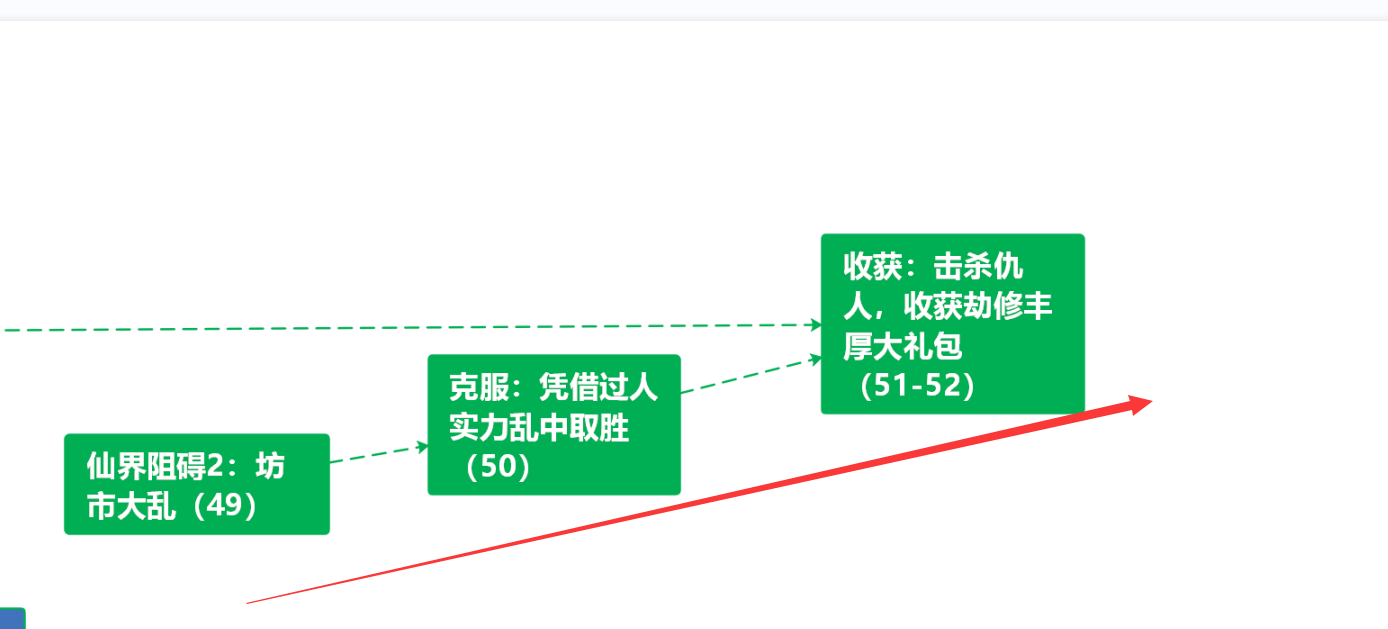 收获：击杀仇
人，收获劫修丰
厚大礼包
（51-52）
克服：凭借过人
实力乱中取胜
（50）
仙界阻碍2：坊
市大乱（49）